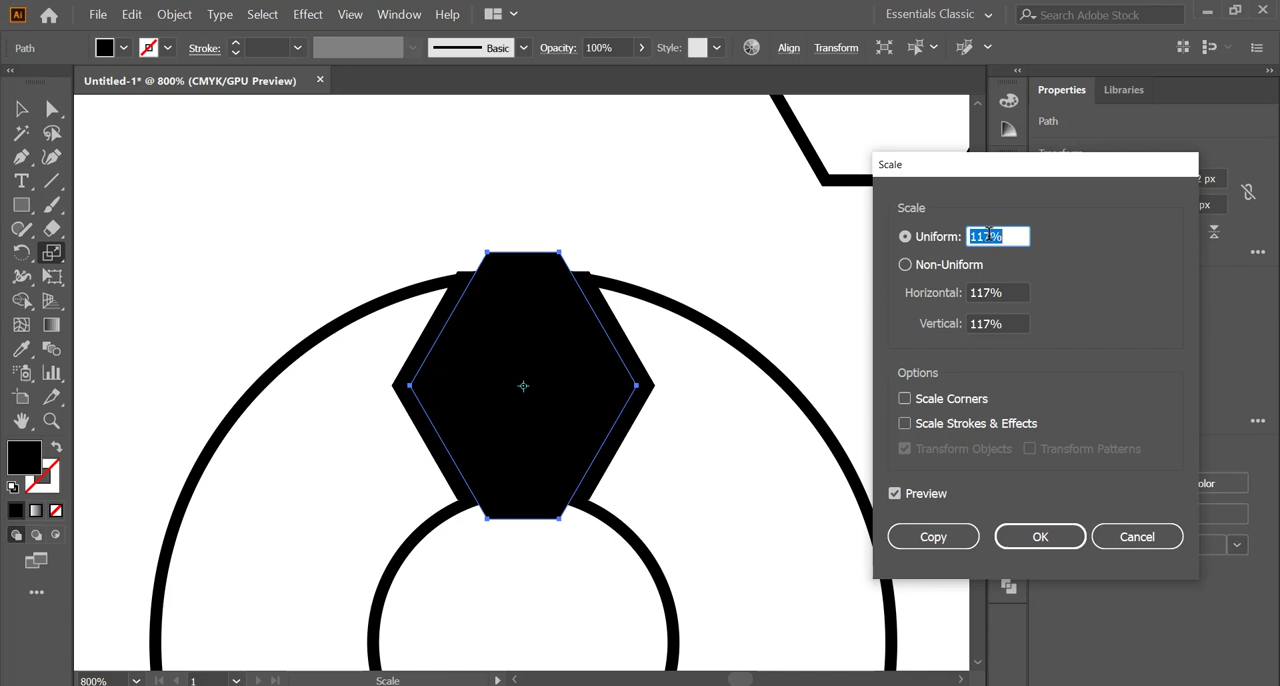 Ai File Edit Object Type Select Effect View Window Help Essentials Classic Search Adobe Stock
Path Stroke: Basic Opacity: 100% Style: Align Transform
Untitled-1* @ 800% (CMYK/GPU Preview)
Properties Libraries
Path
Transform
2 px
px
Scale
Scale
Uniform: 117%
Non-Uniform
Horizontal: 117%
Vertical: 117%
Options
Scale Corners
Scale Strokes & Effects
Transform Objects Transform Patterns
Preview
Copy OK Cancel
olor
800% 1 Scale